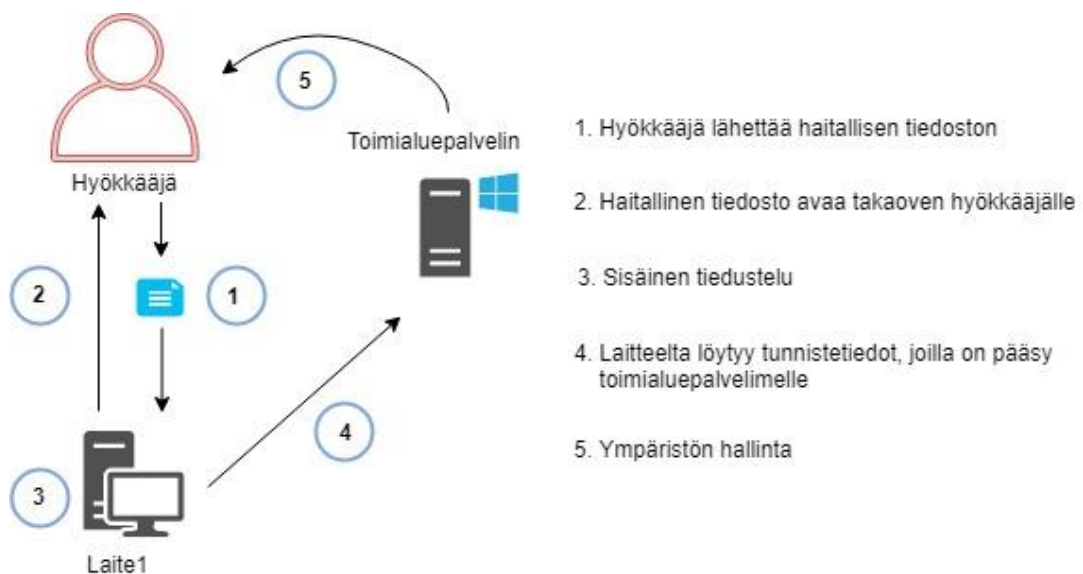 5
Toimialuepalvelin
Hyökkääjä
2
1
4
3
Laite1
1. Hyökkääjä lähettää haitallisen tiedoston
2. Haitallinen tiedosto avaa takaoven hyökkääjälle
3. Sisäinen tiedustelu
4. Laitteelta löytyy tunnistetiedot, joilla on pääsy
toimialuepalvelimelle
5. Ympäristön hallinta